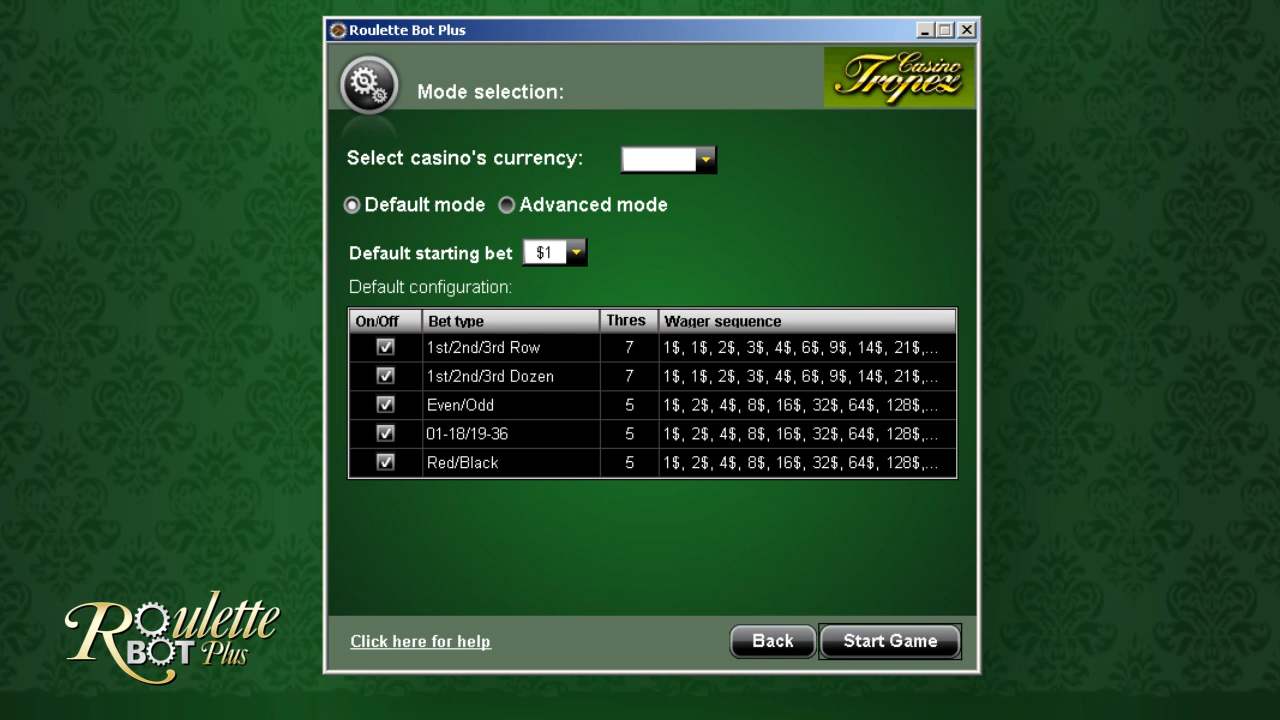 Roulette Bot Plus
Casino
Tropez
Mode selection:
Select casino's currency:
Default mode Advanced mode
Default starting bet $1
Default configuration:
On/Off Bet type Thres Wager sequence
1st/2nd/3rd Row 7 1$, 1$, 2$, 3$, 4$, 6$, 9$, 14$, 21$,...
1st/2nd/3rd Dozen 7 1$, 1$, 2$, 3$, 4$, 6$, 9$, 14$, 21$,...
Even/Odd 5 1$, 2$, 4$, 8$, 16$, 32$, 64$, 128$,...
01-18/19-36 5 1$, 2$, 4$, 8$, 16$, 32$, 64$, 128$,...
Red/Black 5 1$, 2$, 4$, 8$, 16$, 32$, 64$, 128$,...
Click here for help Back Start Game
Roulette
BOT Plus